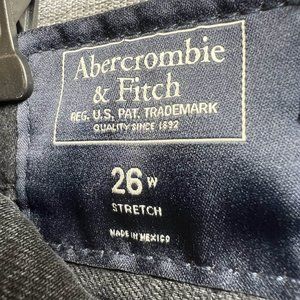 Abercrombie
& Fitch
REG. U.S. PAT. TRADEMARK
QUALITY SINCE 1892
26 W
STRETCH
MADE IN MEXICO